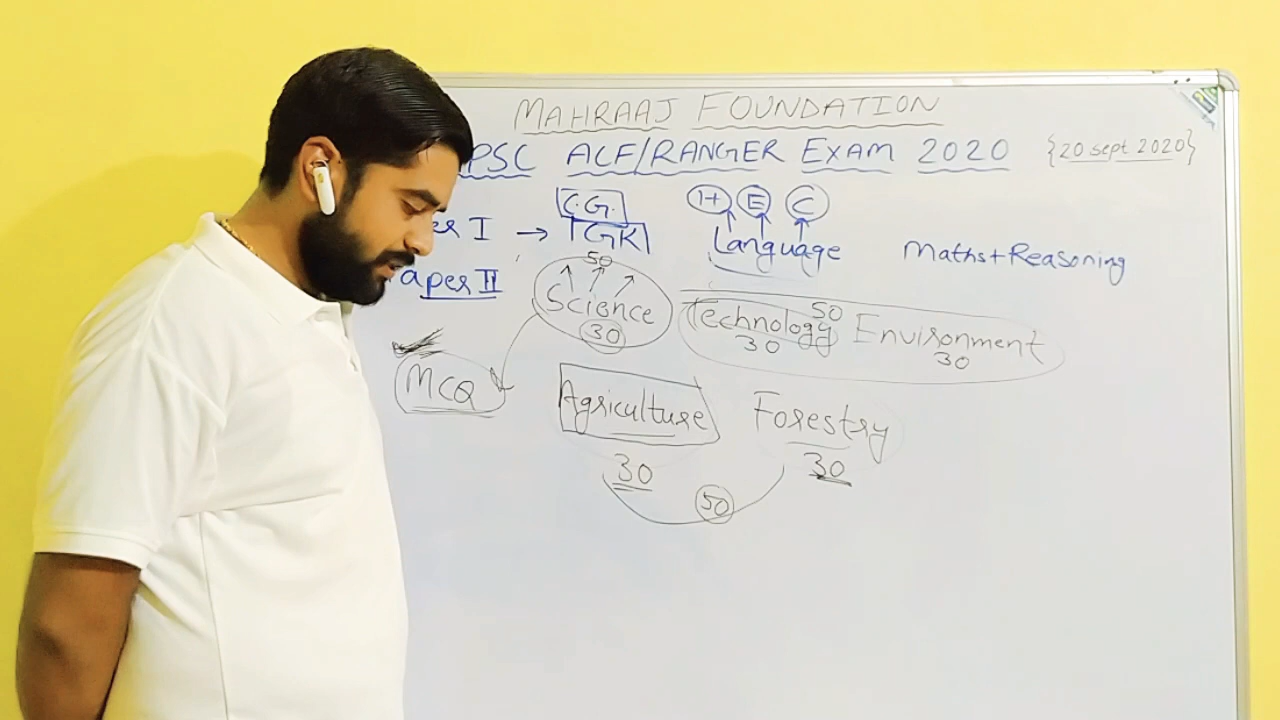 MAHRAAJ FOUNDATION
PSC ACF/RANGER EXAM 2020 {20 sept 2020}
C.G. H E C
er I → GK Language Maths+Reasoning
aper II
50
Science 50
30 Technology Environment
30 30
MCQ Agriculture Forestry
30 30
50